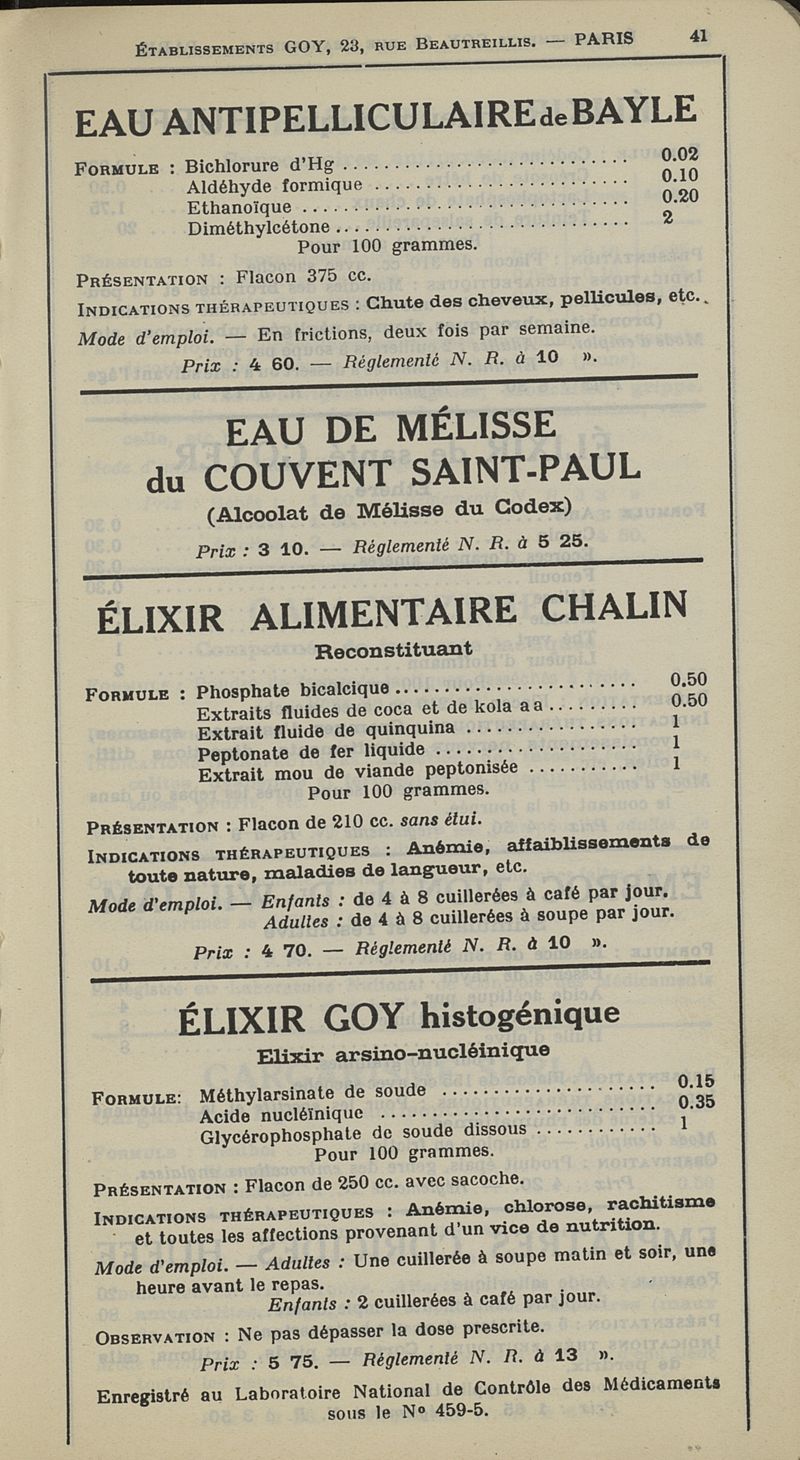 Établissements GOY, 23, rue Beautreillis. — PARIS 41
EAU ANTIPELLICULAIRE de BAYLE
Formule : Bichlorure d'Hg .......................... 0.02
Aldéhyde formique .......................... 0.10
Ethanoïque .......................... 0.20
Diméthylcétone .......................... 2
Pour 100 grammes.
Présentation : Flacon 375 cc.
Indications thérapeutiques : Chute des cheveux, pellicules, etc..
Mode d'emploi. — En frictions, deux fois par semaine.
Prix : 4 60. — Réglementé N. R. à 10 ».
EAU DE MÉLISSE
du COUVENT SAINT-PAUL
(Alcoolat de Mélisse du Codex)
Prix : 3 10. — Réglementé N. R. à 5 25.
ÉLIXIR ALIMENTAIRE CHALIN
Reconstituant
Formule : Phosphate bicalcique .......................... 0.50
Extraits fluides de coca et de kola a a ......... 0.50
Extrait fluide de quinquina ................. 1
Peptonate de fer liquide .................... 1
Extrait mou de viande peptonisée ........... 1
Pour 100 grammes.
Présentation : Flacon de 210 cc. sans étui.
Indications thérapeutiques : Anémie, affaiblissements de
toute nature, maladies de langueur, etc.
Mode d'emploi. — Enfants : de 4 à 8 cuillerées à café par jour.
Adultes : de 4 à 8 cuillerées à soupe par jour.
Prix : 4 70. — Réglementé N. R. à 10 ».
ÉLIXIR GOY histogénique
Elixir arsino-nucléinique
Formule: Méthylarsinate de soude ..................... 0.15
Acide nucléïnique .......................... 0.35
Glycérophosphate de soude dissous ............ 1
Pour 100 grammes.
Présentation : Flacon de 250 cc. avec sacoche.
Indications thérapeutiques : Anémie, chlorose, rachitisme
et toutes les affections provenant d'un vice de nutrition.
Mode d'emploi. — Adultes : Une cuillerée à soupe matin et soir, une
heure avant le repas.
Enfants : 2 cuillerées à café par jour.
Observation : Ne pas dépasser la dose prescrite.
Prix : 5 75. — Réglementé N. R. à 13 ».
Enregistré au Laboratoire National de Contrôle des Médicaments
sous le Nº 459-5.